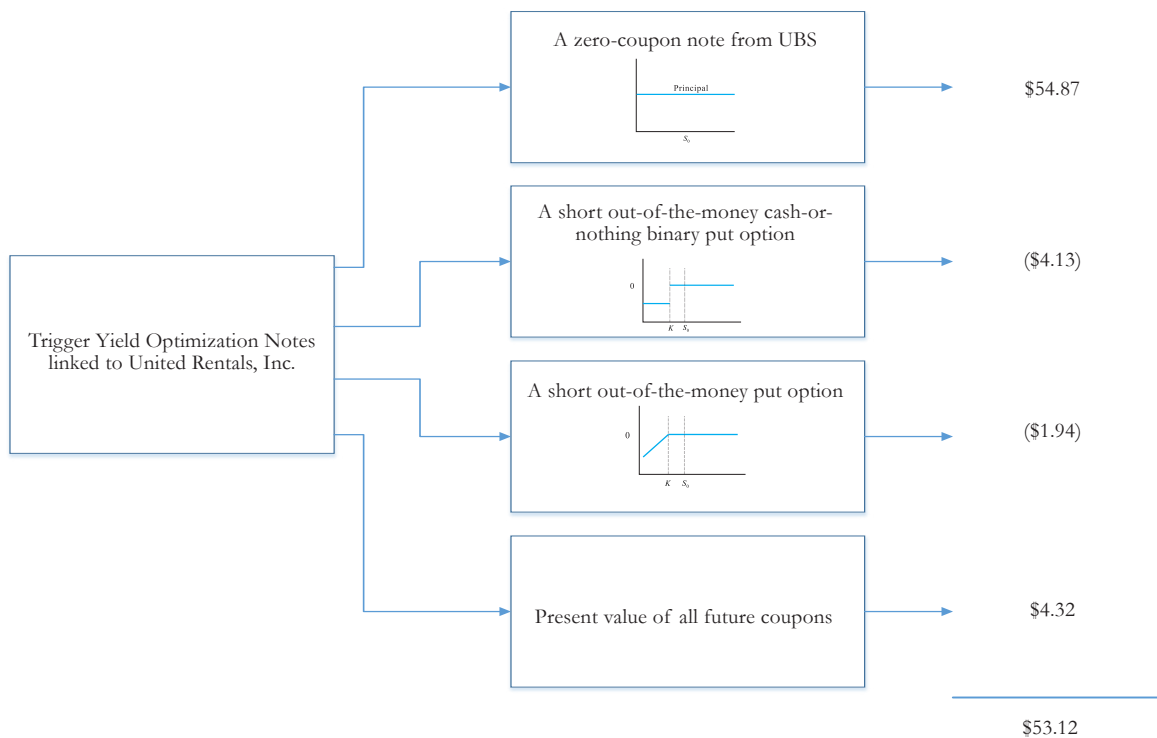 A zero-coupon note from UBS
Principal
S₀
$54.87
A short out-of-the-money cash-or-
nothing binary put option
0
K
S₀
($4.13)
Trigger Yield Optimization Notes
linked to United Rentals, Inc.
A short out-of-the-money put option
0
K
S₀
($1.94)
Present value of all future coupons
$4.32
$53.12